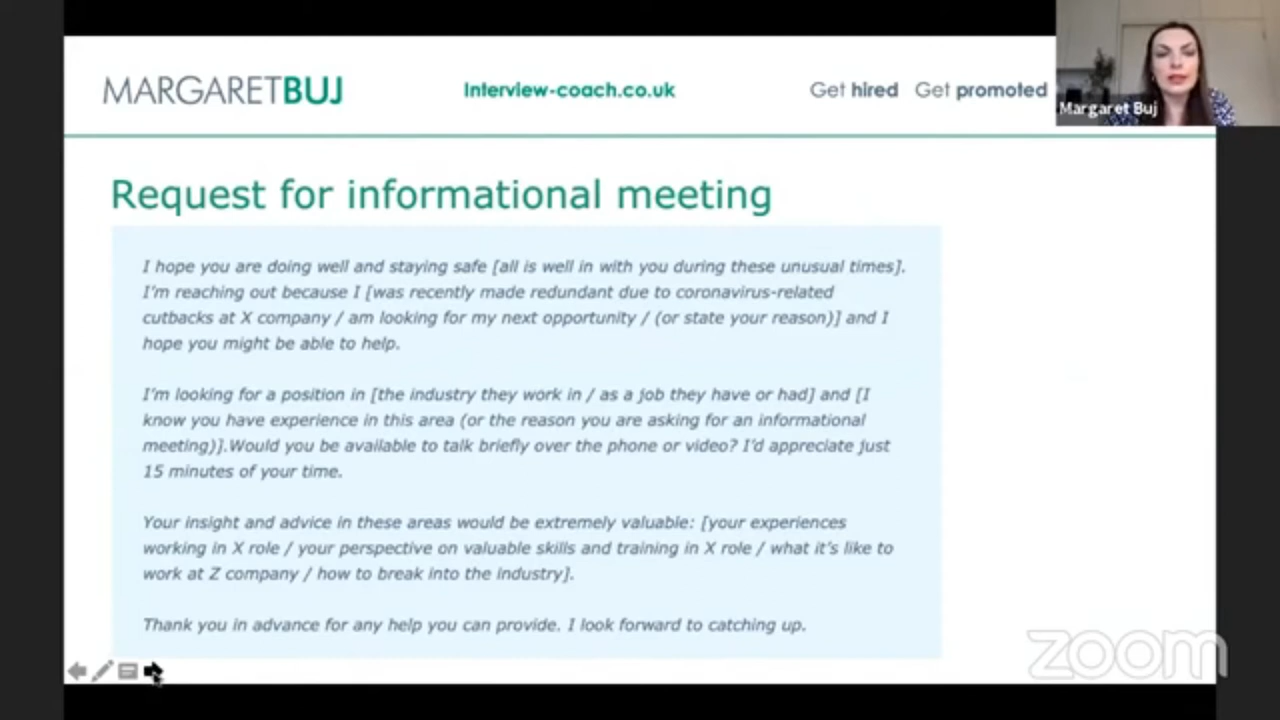 MARGARETBUJ
Interview-coach.co.uk
Get hired Get promoted
Margaret Buj
Request for informational meeting
I hope you are doing well and staying safe [all is well in with you during these unusual times].
I'm reaching out because I [was recently made redundant due to coronavirus-related
cutbacks at X company / am looking for my next opportunity / (or state your reason)] and I
hope you might be able to help.
I'm looking for a position in [the industry they work in / as a job they have or had] and [I
know you have experience in this area (or the reason you are asking for an informational
meeting)].Would you be available to talk briefly over the phone or video? I'd appreciate just
15 minutes of your time.
Your insight and advice in these areas would be extremely valuable: [your experiences
working in X role / your perspective on valuable skills and training in X role / what it's like to
work at Z company / how to break into the industry].
Thank you in advance for any help you can provide. I look forward to catching up.
zoom